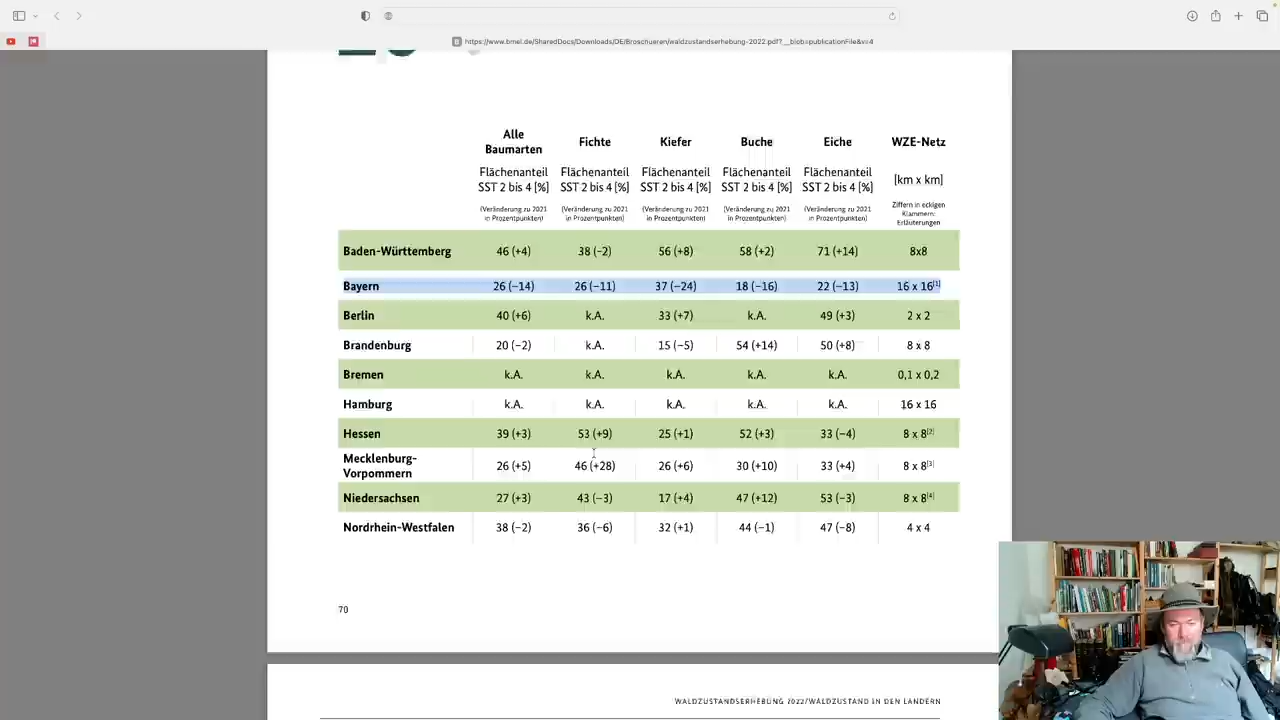 https://www.bmel.de/SharedDocs/Downloads/DE/Broschueren/waldzustandserhebung-2022.pdf?__blob=publicationFile&v=4
Alle Baumarten Fichte Kiefer Buche Eiche WZE-Netz
Flächenanteil SST 2 bis 4 [%] Flächenanteil SST 2 bis 4 [%] Flächenanteil SST 2 bis 4 [%] Flächenanteil SST 2 bis 4 [%] Flächenanteil SST 2 bis 4 [%] [km x km]
(Veränderung zu 2021 in Prozentpunkten) (Veränderung zu 2021 in Prozentpunkten) (Veränderung zu 2021 in Prozentpunkten) (Veränderung zu 2021 in Prozentpunkten) (Veränderung zu 2021 in Prozentpunkten) Ziffern in eckigen Klammern: Erläuterungen
Baden-Württemberg 46 (+4) 38 (−2) 56 (+8) 58 (+2) 71 (+14) 8x8
Bayern 26 (−14) 26 (−11) 37 (−24) 18 (−16) 22 (−13) 16 x 16[1]
Berlin 40 (+6) k.A. 33 (+7) k.A. 49 (+3) 2 x 2
Brandenburg 20 (−2) k.A. 15 (−5) 54 (+14) 50 (+8) 8 x 8
Bremen k.A. k.A. k.A. k.A. k.A. 0,1 x 0,2
Hamburg k.A. k.A. k.A. k.A. k.A. 16 x 16
Hessen 39 (+3) 53 (+9) 25 (+1) 52 (+3) 33 (−4) 8 x 8[2]
Mecklenburg-Vorpommern 26 (+5) 46 (+28) 26 (+6) 30 (+10) 33 (+4) 8 x 8[3]
Niedersachsen 27 (+3) 43 (−3) 17 (+4) 47 (+12) 53 (−3) 8 x 8[4]
Nordrhein-Westfalen 38 (−2) 36 (−6) 32 (+1) 44 (−1) 47 (−8) 4 x 4
70
WALDZUSTANDSERHEBUNG 2022/WALDZUSTAND IN DEN LÄNDERN